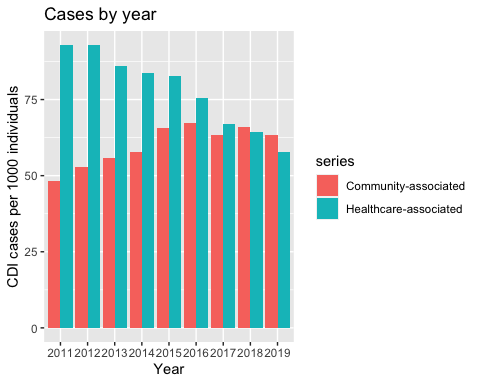 Cases by year
CDI cases per 1000 individuals
75
50
25
0
2011 2012 2013 2014 2015 2016 2017 2018 2019
Year
series
Community-associated
Healthcare-associated